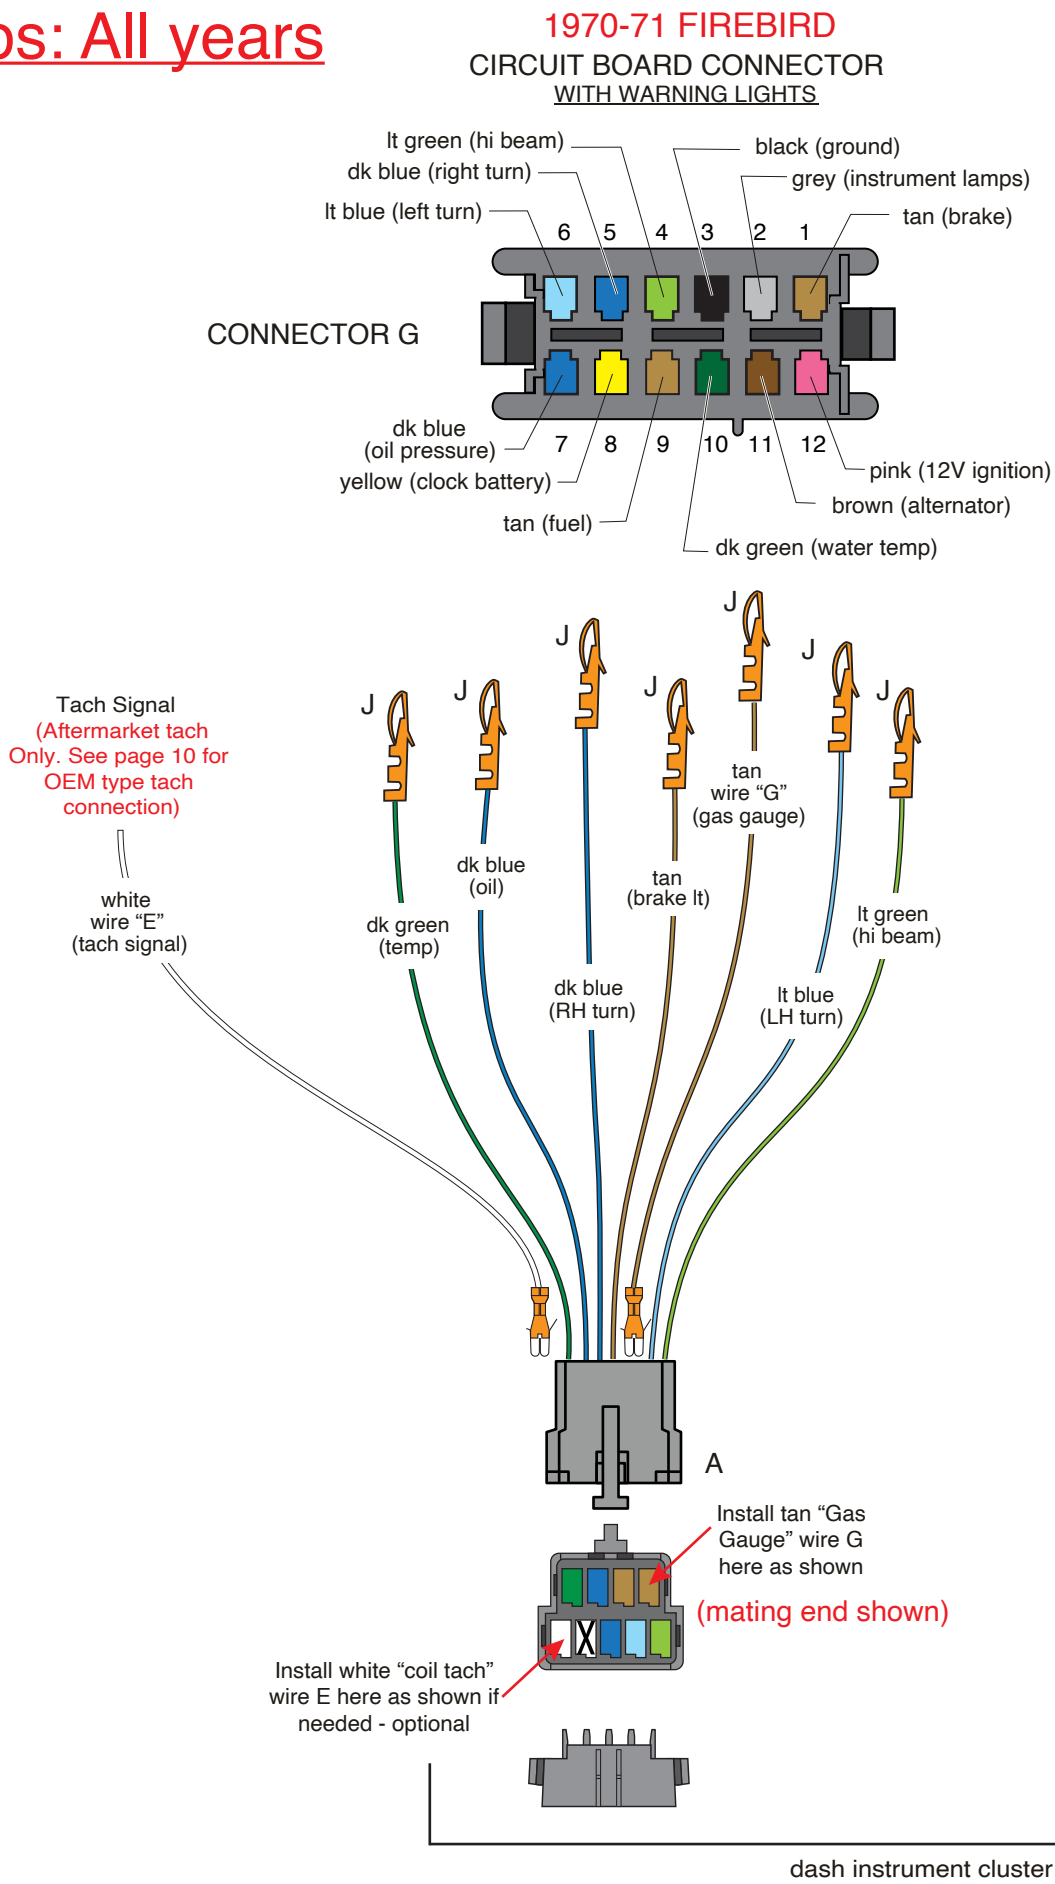 os: All years
1970-71 FIREBIRD
CIRCUIT BOARD CONNECTOR
WITH WARNING LIGHTS
lt green (hi beam)
black (ground)
dk blue (right turn)
grey (instrument lamps)
lt blue (left turn)
tan (brake)
6 5 4 3 2 1
CONNECTOR G
dk blue
(oil pressure)
7 8 9 10 11 12
yellow (clock battery)
pink (12V ignition)
brown (alternator)
tan (fuel)
dk green (water temp)
J
J
J
J
J
J
J
Tach Signal
(Aftermarket tach
Only. See page 10 for
OEM type tach
connection)
tan
wire “G”
(gas gauge)
dk blue
(oil)
tan
(brake lt)
white
wire “E”
(tach signal)
dk green
(temp)
lt green
(hi beam)
dk blue
(RH turn)
lt blue
(LH turn)
A
Install tan “Gas
Gauge” wire G
here as shown
(mating end shown)
X
Install white “coil tach”
wire E here as shown if
needed - optional
dash instrument cluster